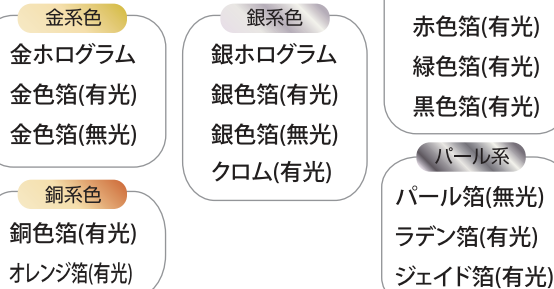 金系色
金ホログラム
金色箔(有光)
金色箔(無光)
銅系色
銅色箔(有光)
オレンジ箔(有光)
銀系色
銀ホログラム
銀色箔(有光)
銀色箔(無光)
クロム(有光)
赤色箔(有光)
緑色箔(有光)
黒色箔(有光)
パール系
パール箔(無光)
ラデン箔(有光)
ジェイド箔(有光)